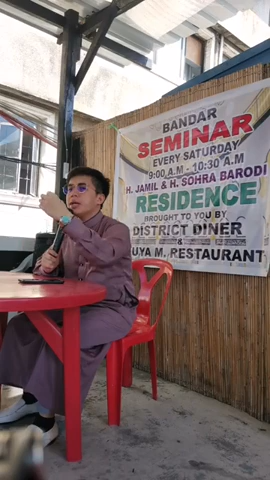 BANDAR
SEMINAR
EVERY SATURDAY
9:00 A.M - 10:30 A.M
H. JAMIL & H. SOHRA BARODI
RESIDENCE
BROUGHT TO YOU BY
DISTRICT DINER
&
UYA M. RESTAURANT